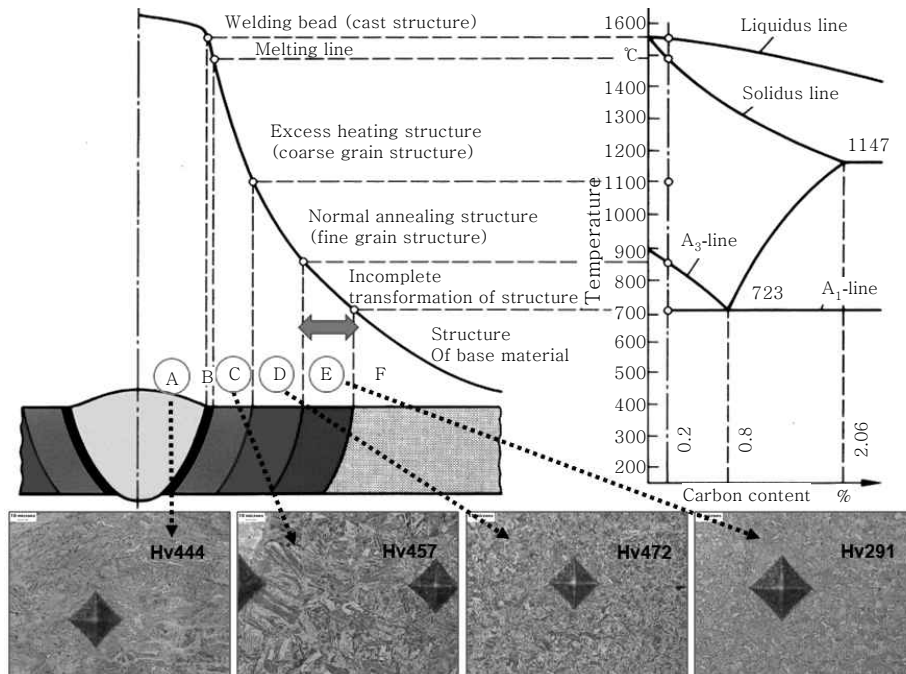 Welding bead (cast structure)
Melting line
Excess heating structure
(coarse grain structure)
Normal annealing structure
(fine grain structure)
Incomplete
transformation of structure
Structure
Of base material
A
B
C
D
E
F
1600
℃
1400
1200
1100
1000
900
800
700
600
500
400
300
200
Temperature
Liquidus line
Solidus line
1147
A₃-line
723
A₁-line
0.2
0.8
2.06
Carbon content %
Hv444
Hv457
Hv472
Hv291